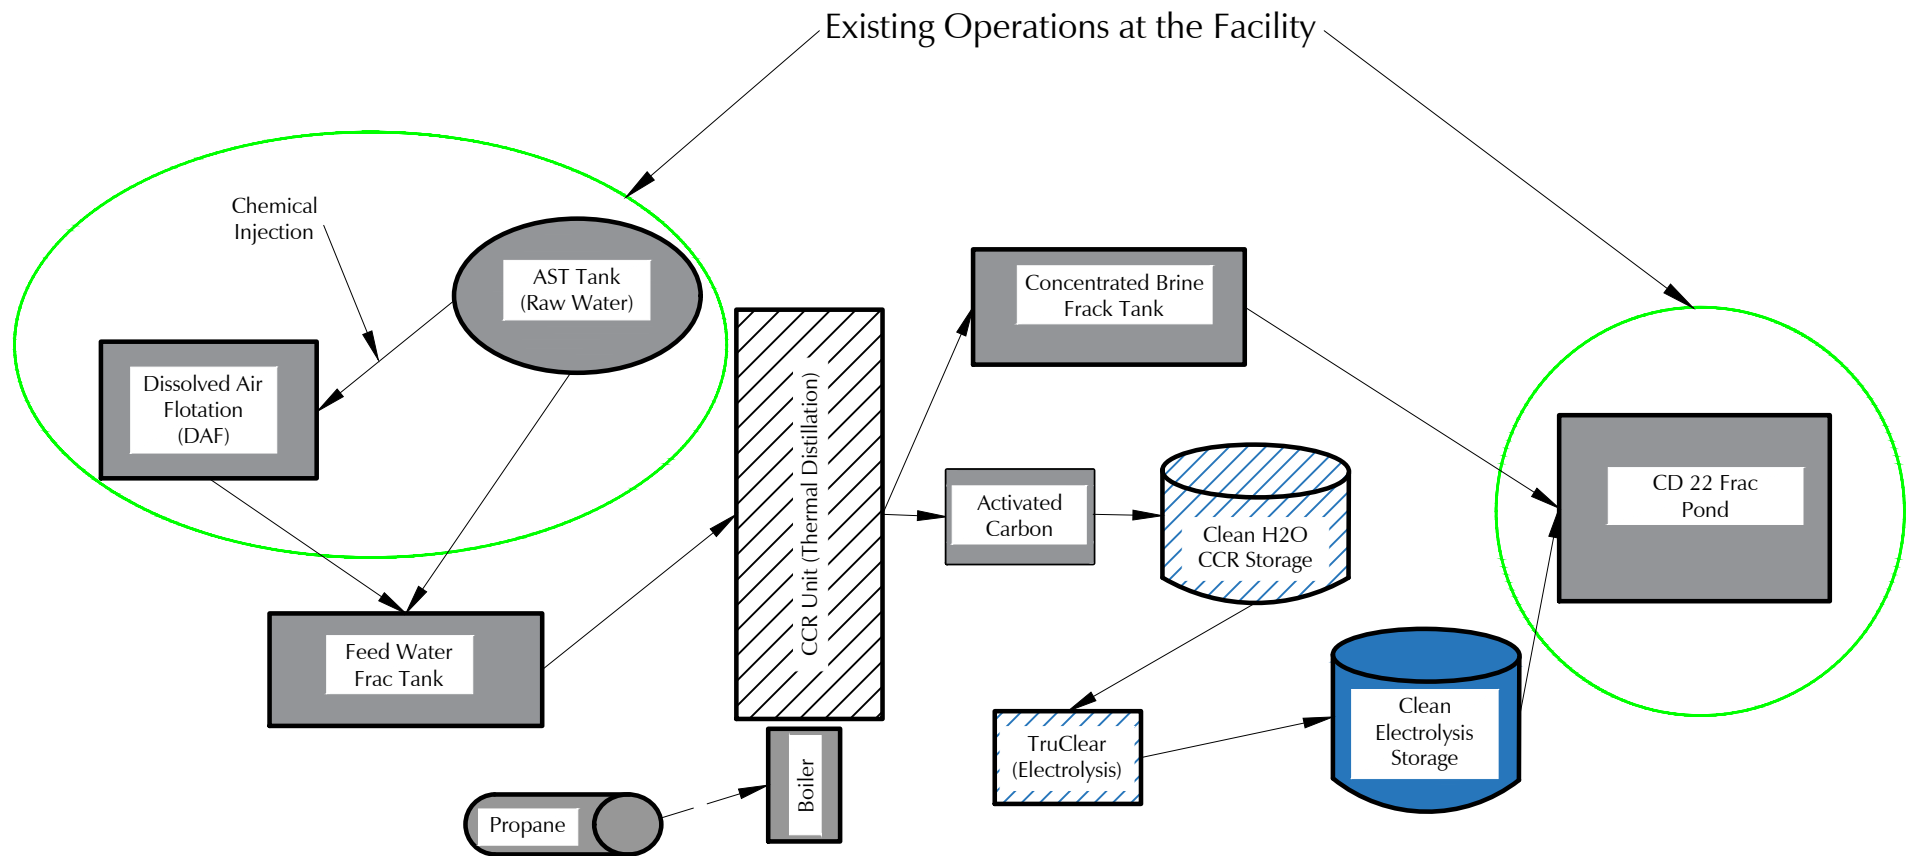 Existing Operations at the Facility
Chemical
Injection
AST Tank
(Raw Water)
Dissolved Air
Flotation
(DAF)
Feed Water
Frac Tank
CCR Unit (Thermal Distillation)
Boiler
Propane
Concentrated Brine
Frack Tank
Activated
Carbon
Clean H2O
CCR Storage
TruClear
(Electrolysis)
Clean
Electrolysis
Storage
CD 22 Frac
Pond